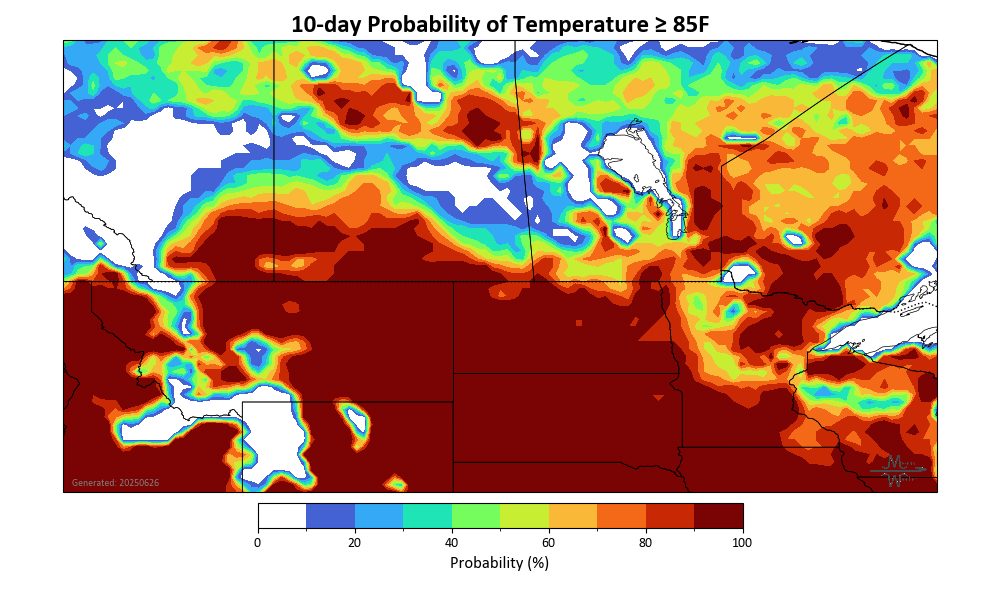 10-day Probability of Temperature ≥ 85F
Generated: 20250626
0 20 40 60 80 100
Probability (%)